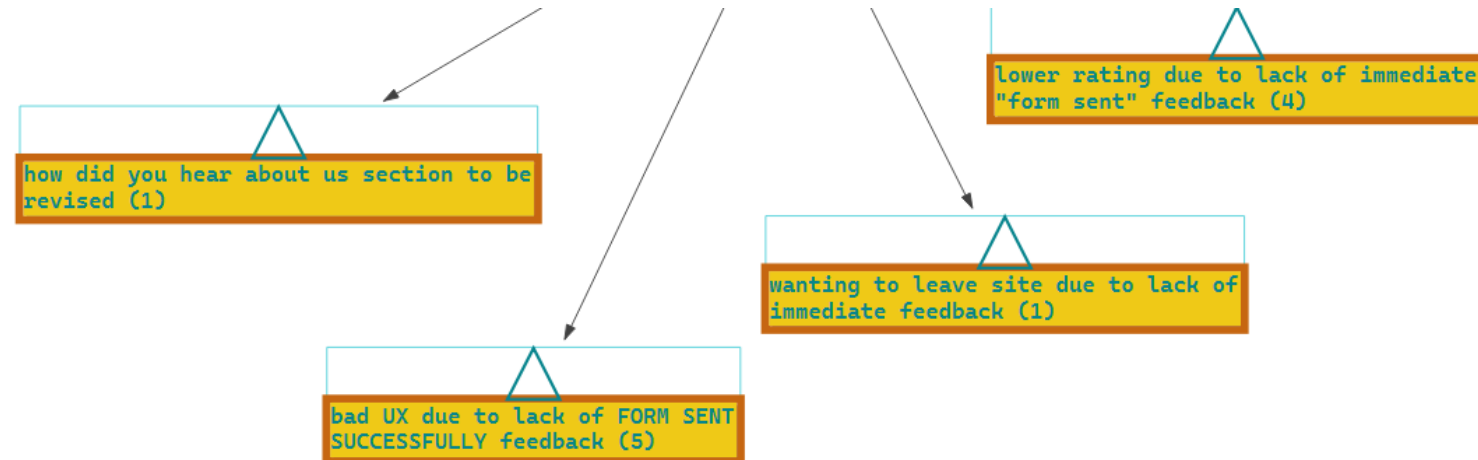 lower rating due to lack of immediate
"form sent" feedback (4)
how did you hear about us section to be
revised (1)
wanting to leave site due to lack of
immediate feedback (1)
bad UX due to lack of FORM SENT
SUCCESSFULLY feedback (5)